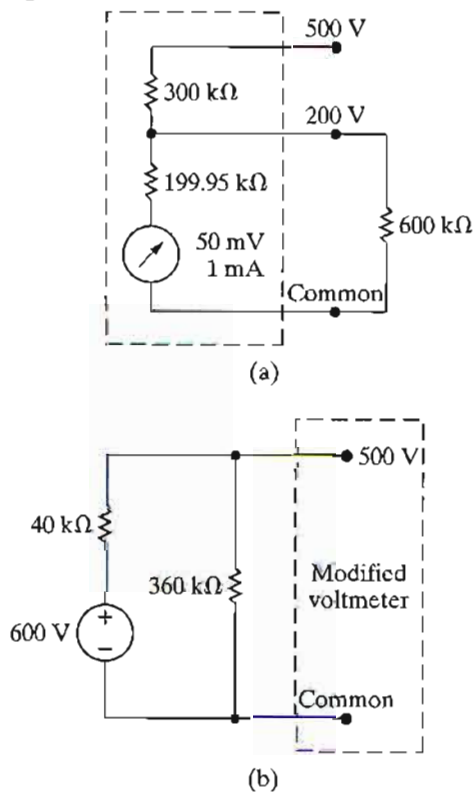 500 V
300 kΩ
200 V
199.95 kΩ
600 kΩ
50 mV
1 mA
Common
(a)
500 V
40 kΩ
360 kΩ
Modified
voltmeter
600 V
+
−
Common
(b)